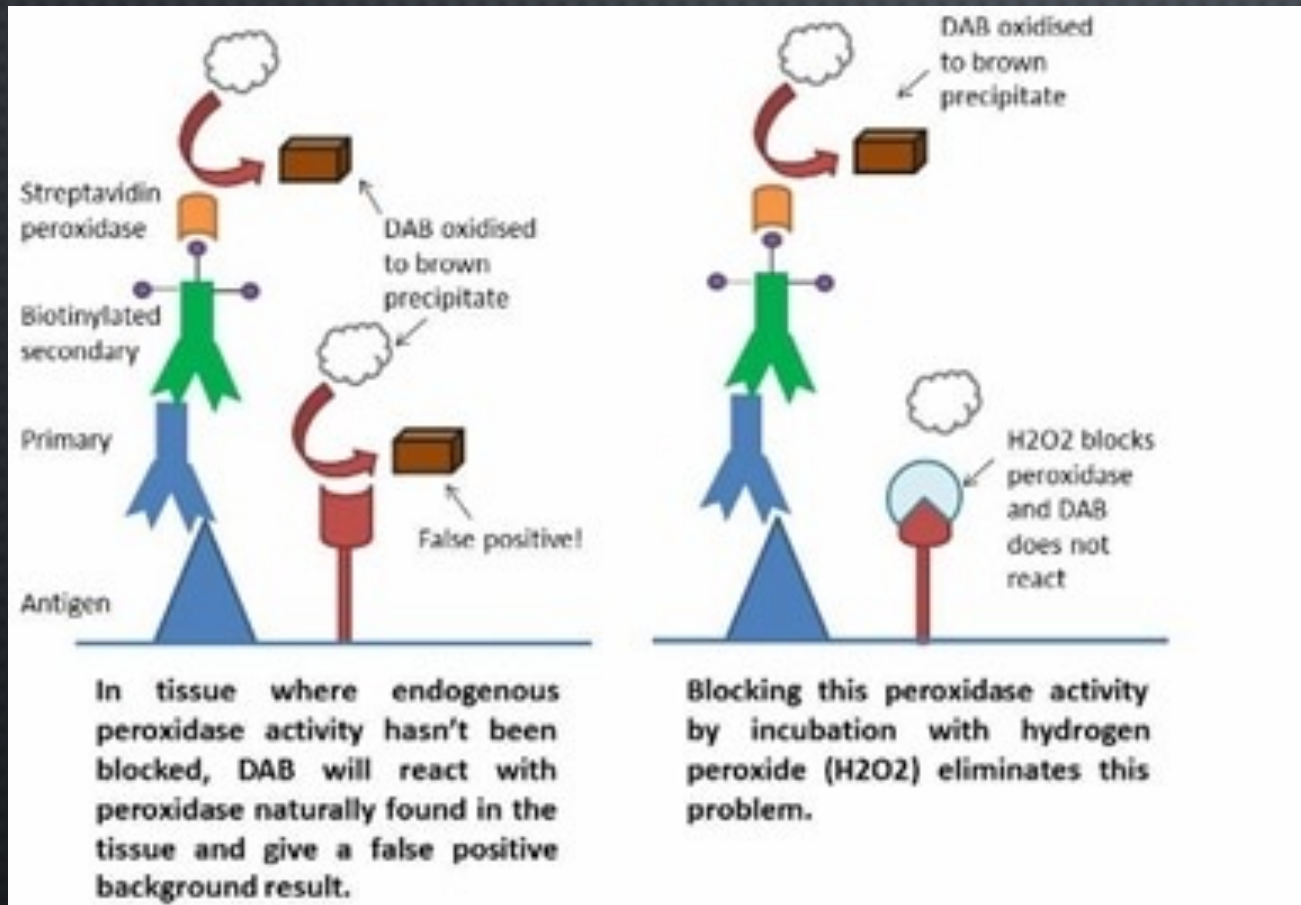 Streptavidin
peroxidase
Biotinylated
secondary
Primary
Antigen
DAB oxidised
to brown
precipitate
False positive!
In tissue where endogenous
peroxidase activity hasn't been
blocked, DAB will react with
peroxidase naturally found in the
tissue and give a false positive
background result.
DAB oxidised
to brown
precipitate
H2O2 blocks
peroxidase
and DAB
does not
react
Blocking this peroxidase activity
by incubation with hydrogen
peroxide (H2O2) eliminates this
problem.